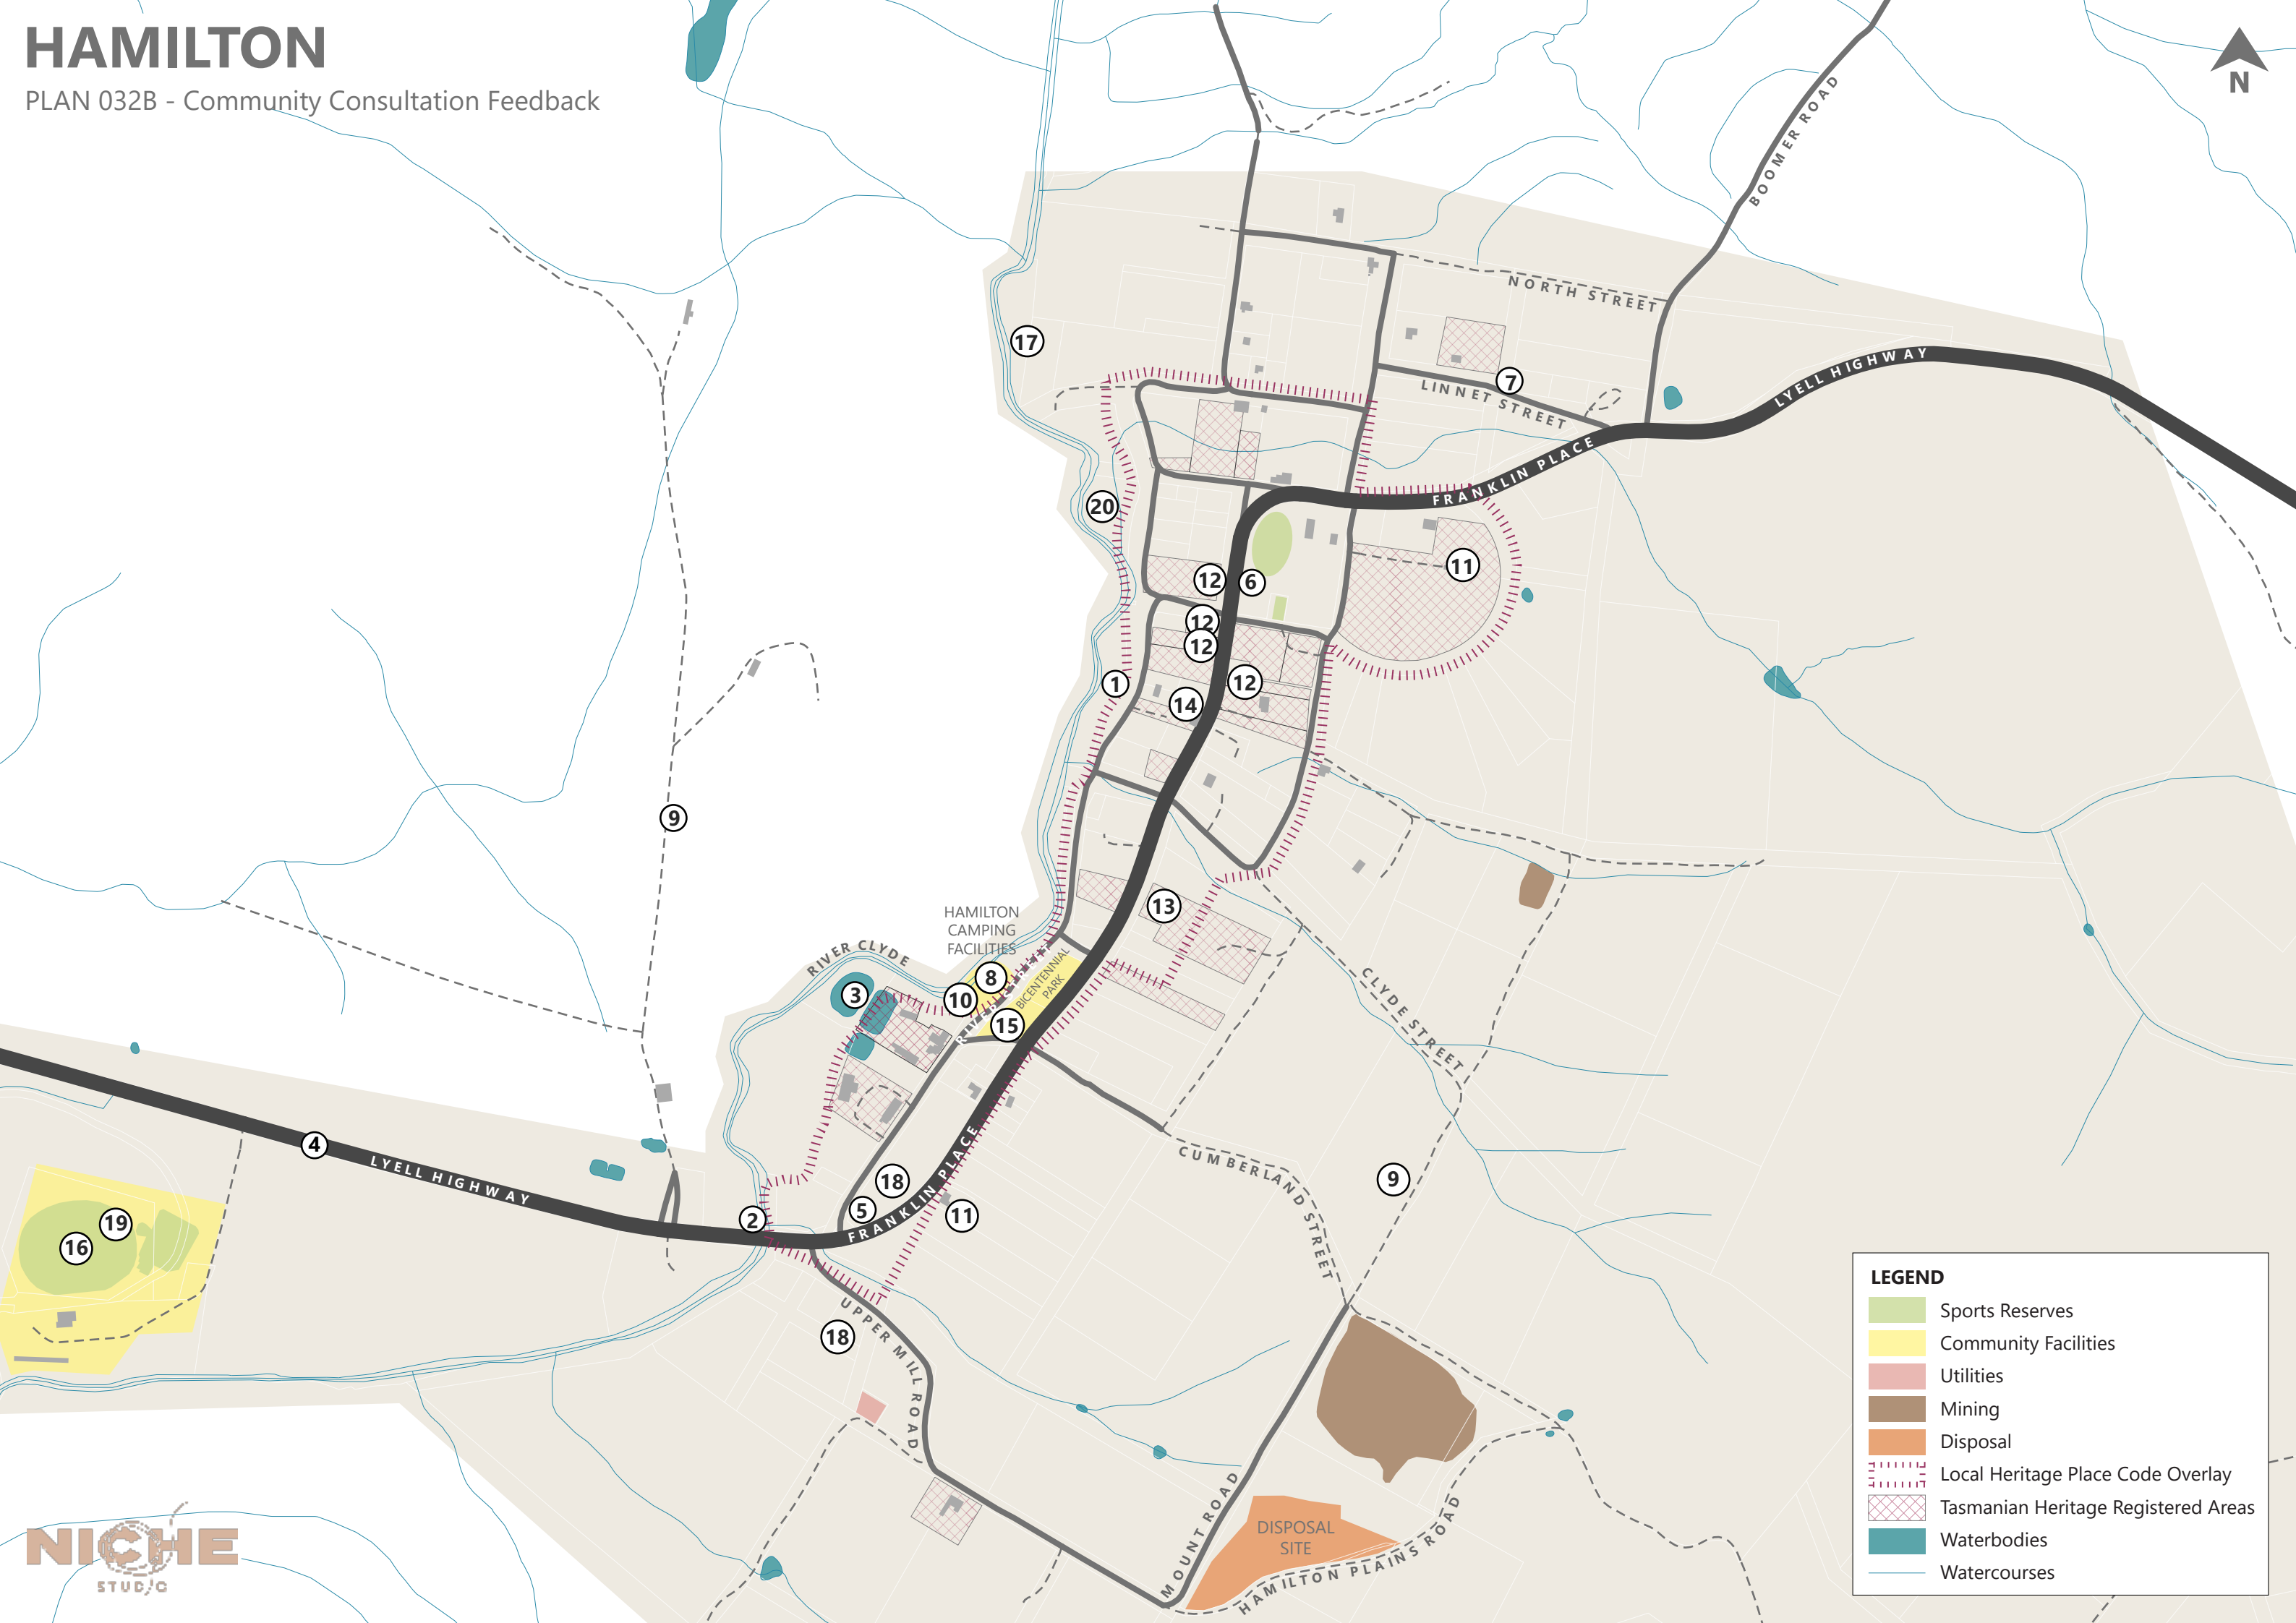 HAMILTON
PLAN 032B - Community Consultation Feedback
N
BOOMER ROAD
NORTH STREET
17
7
LINNET STREET
LYELL HIGHWAY
FRANKLIN PLACE
20
11
12
6
12
12
1
12
14
9
13
HAMILTON
CAMPING
FACILITIES
RIVER CLYDE
8
BICENTENNIAL
PARK
3
10
15
CLYDE STREET
4
LYELL HIGHWAY
CUMBERLAND STREET
9
18
5
FRANKLIN PLACE
11
2
19
16
UPPER MILL ROAD
18
MOUNT ROAD
DISPOSAL
SITE
HAMILTON PLAINS ROAD
NICHE
STUDIO
LEGEND
Sports Reserves
Community Facilities
Utilities
Mining
Disposal
Local Heritage Place Code Overlay
Tasmanian Heritage Registered Areas
Waterbodies
Watercourses